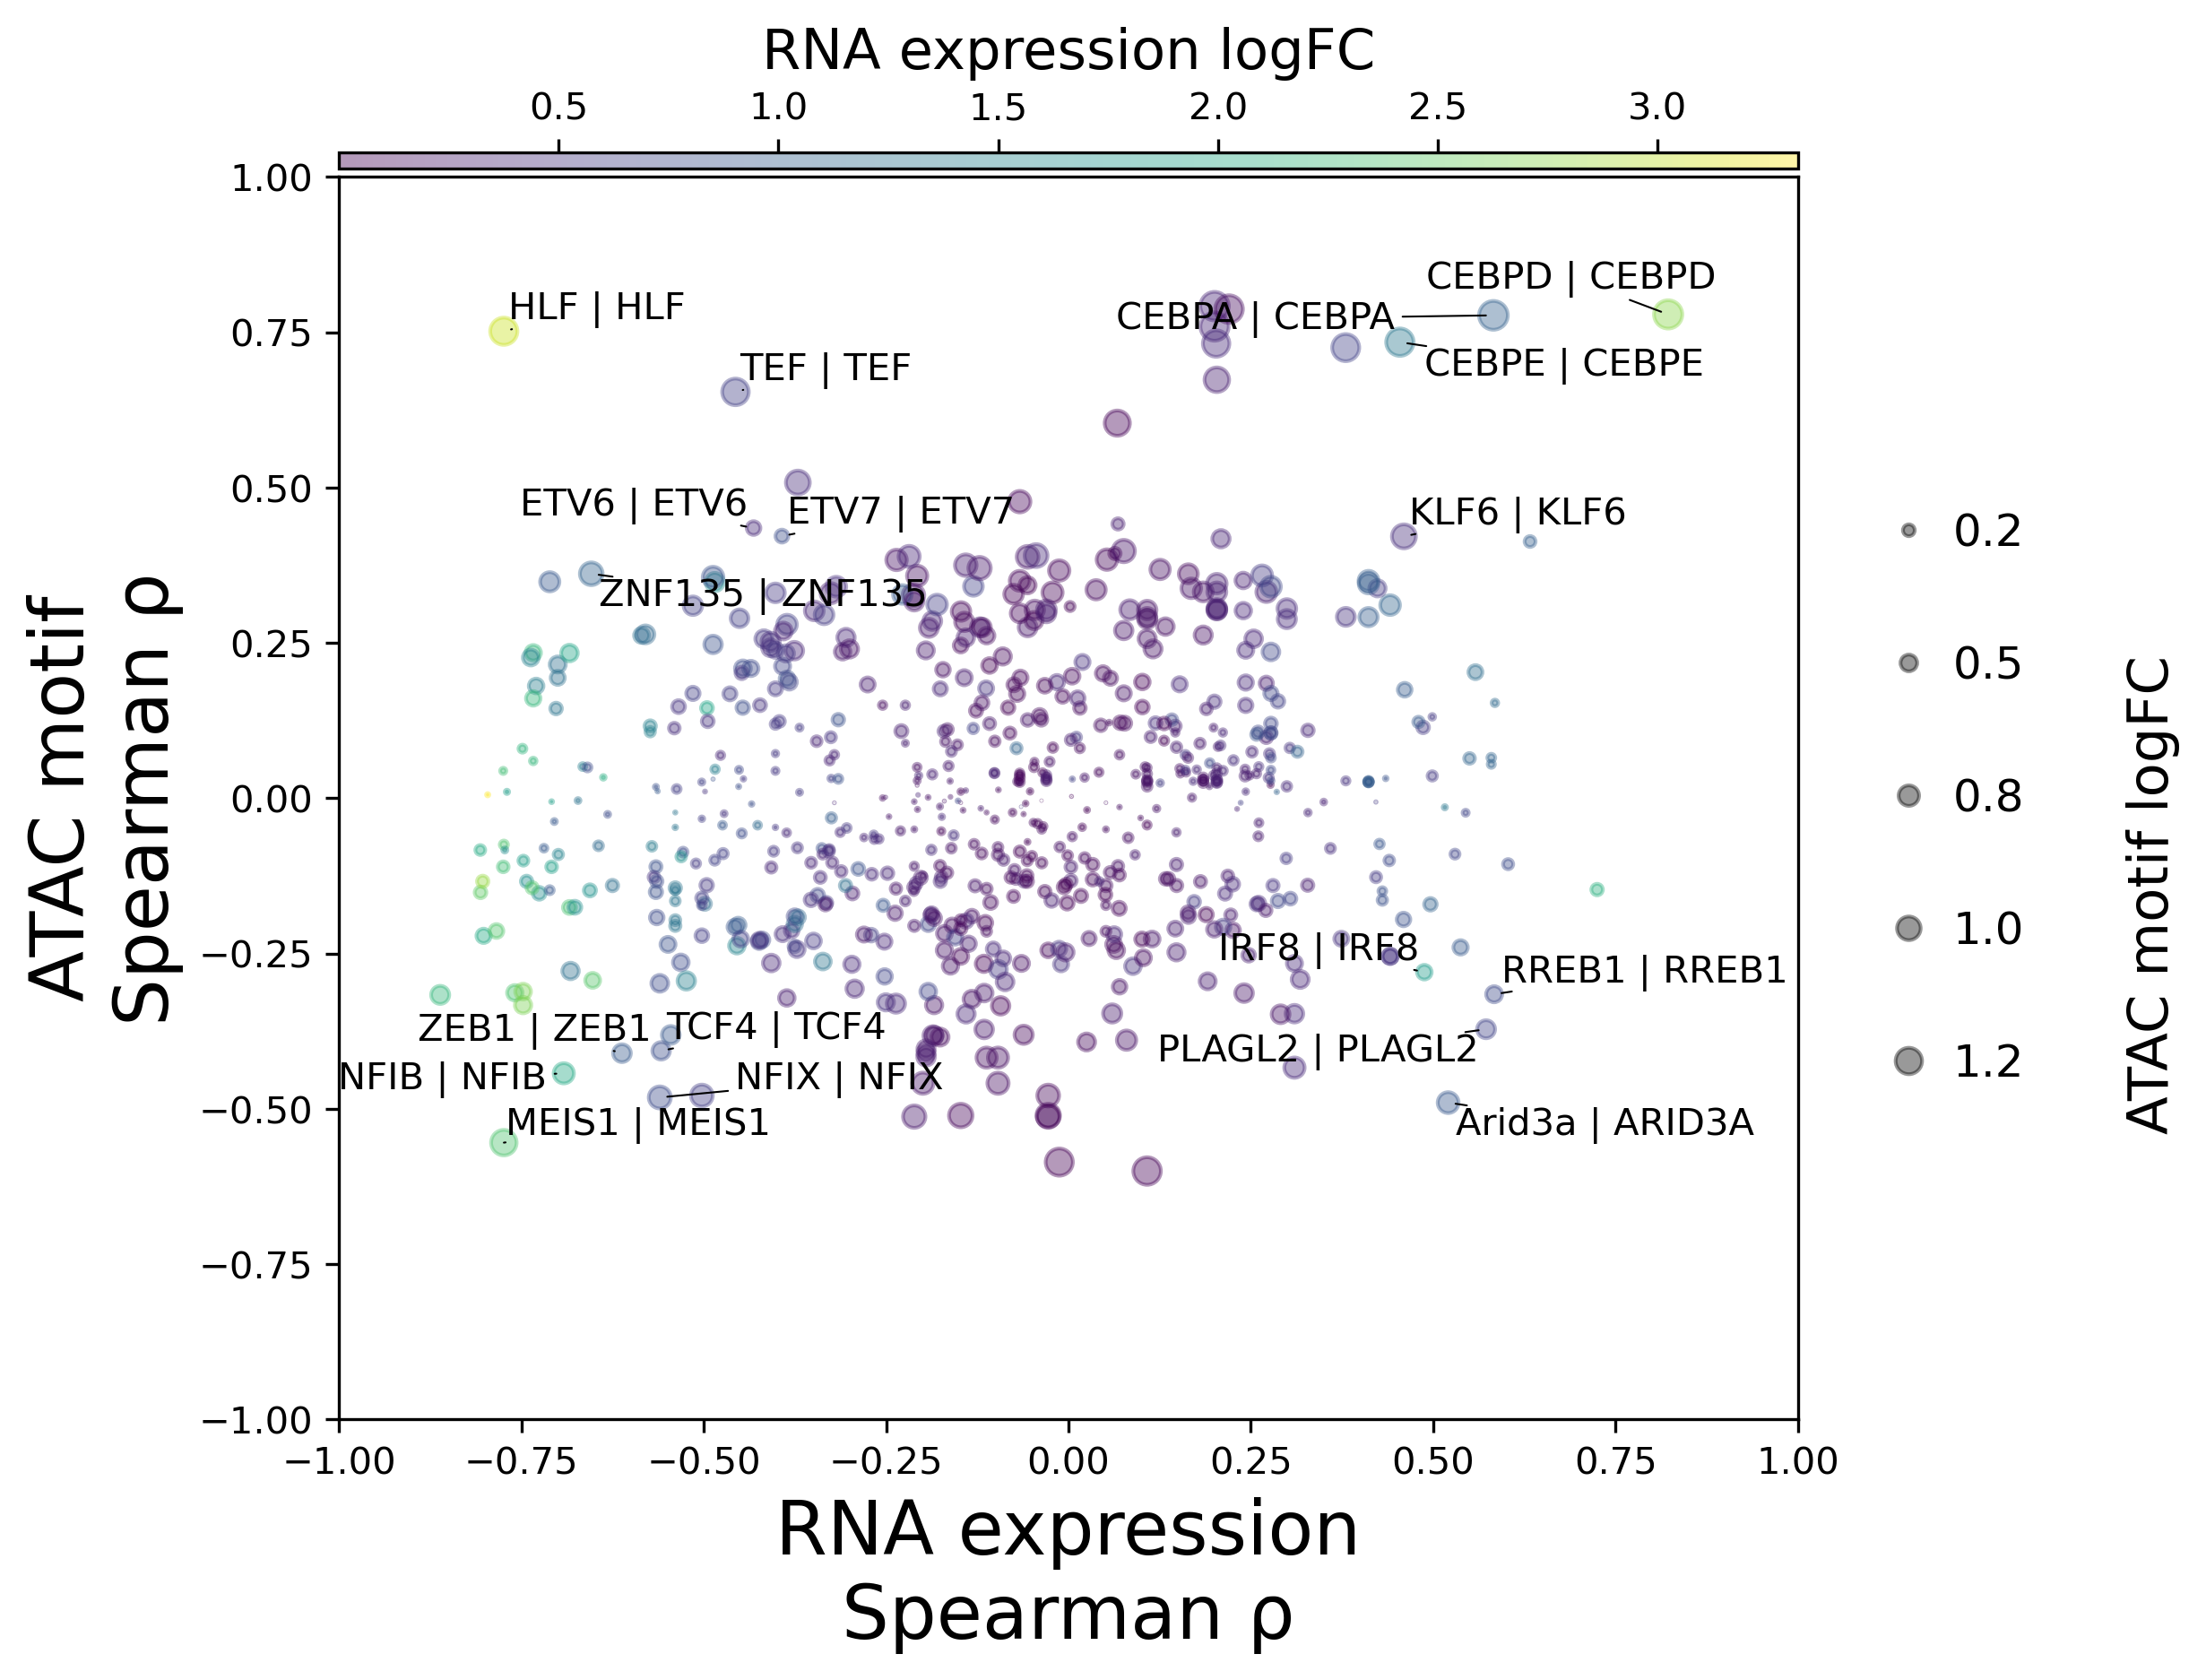 RNA expression logFC
0.5 1.0 1.5 2.0 2.5 3.0
1.00
0.75
0.50
0.25
0.00
−0.25
−0.50
−0.75
−1.00
ATAC motif
Spearman ρ
HLF | HLF
TEF | TEF
CEBPD | CEBPD
CEBPA | CEBPA
CEBPE | CEBPE
ETV6 | ETV6
ETV7 | ETV7
KLF6 | KLF6
ZNF135 | ZNF135
IRF8 | IRF8
RREB1 | RREB1
ZEB1 | ZEB1
TCF4 | TCF4
PLAGL2 | PLAGL2
NFIB | NFIB
NFIX | NFIX
MEIS1 | MEIS1
Arid3a | ARID3A
−1.00 −0.75 −0.50 −0.25 0.00 0.25 0.50 0.75 1.00
RNA expression
Spearman ρ
0.2
0.5
0.8
1.0
1.2
ATAC motif logFC